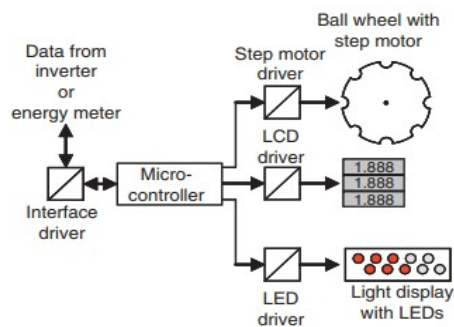 Data from
inverter
or
energy meter
Interface
driver
Micro-
controller
Step motor
driver
LCD
driver
LED
driver
Ball wheel with
step motor
1.888
1.888
1.888
Light display
with LEDs